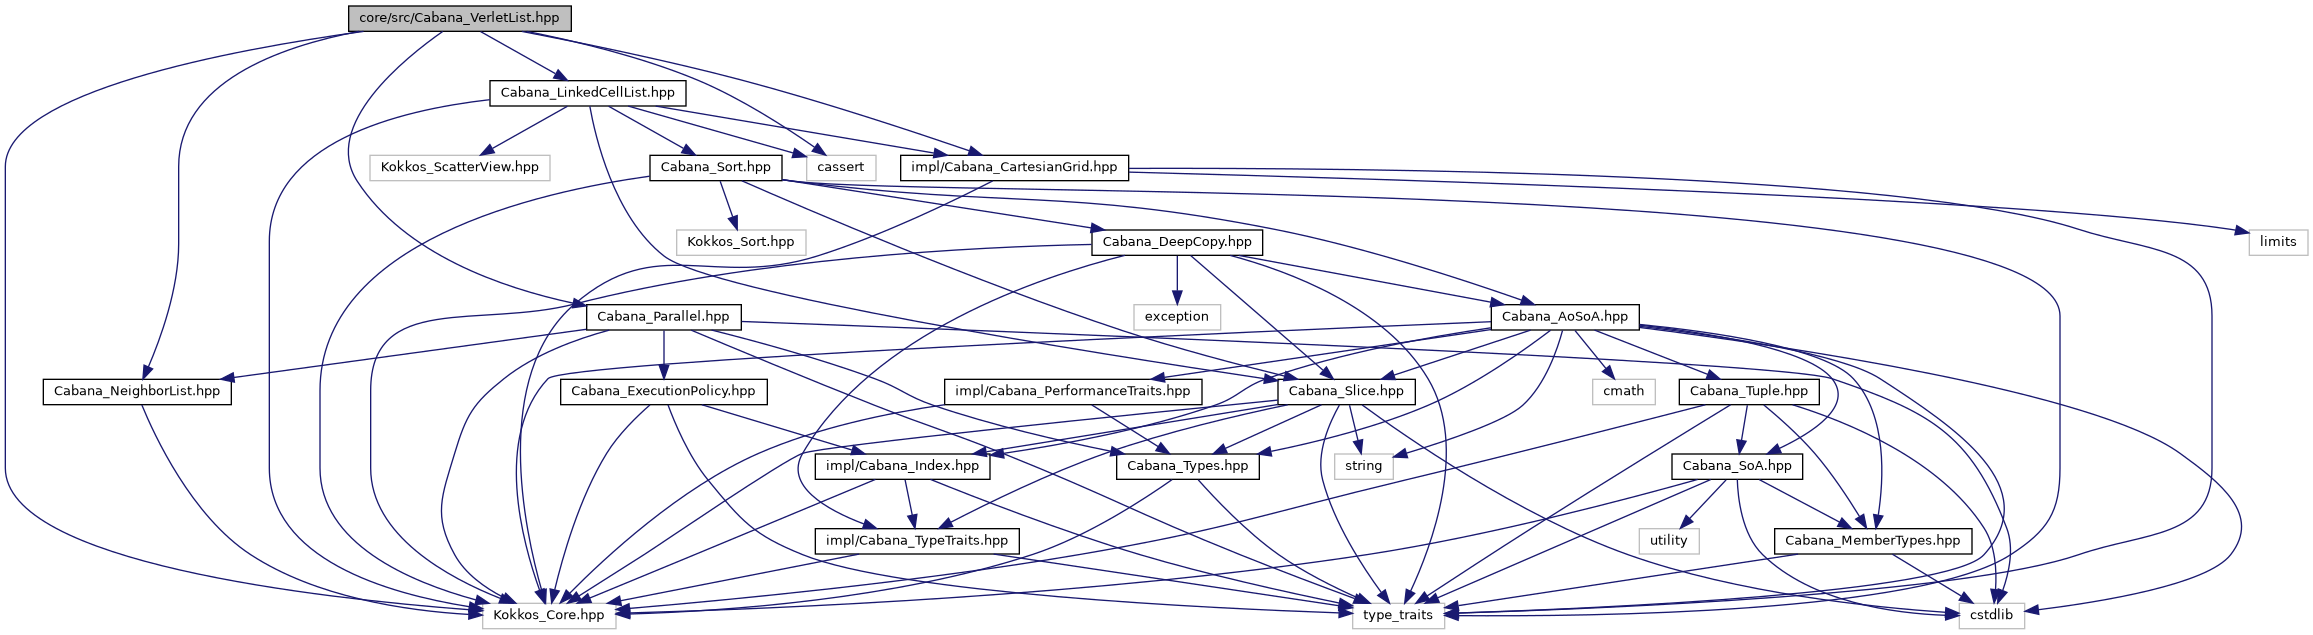 core/src/Cabana_VerletList.hpp
Cabana_LinkedCellList.hpp
Kokkos_ScatterView.hpp
Cabana_Sort.hpp
cassert
impl/Cabana_CartesianGrid.hpp
Kokkos_Sort.hpp
Cabana_DeepCopy.hpp
limits
Cabana_Parallel.hpp
exception
Cabana_AoSoA.hpp
Cabana_NeighborList.hpp
Cabana_ExecutionPolicy.hpp
impl/Cabana_PerformanceTraits.hpp
Cabana_Slice.hpp
cmath
Cabana_Tuple.hpp
impl/Cabana_Index.hpp
Cabana_Types.hpp
string
Cabana_SoA.hpp
impl/Cabana_TypeTraits.hpp
utility
Cabana_MemberTypes.hpp
Kokkos_Core.hpp
type_traits
cstdlib